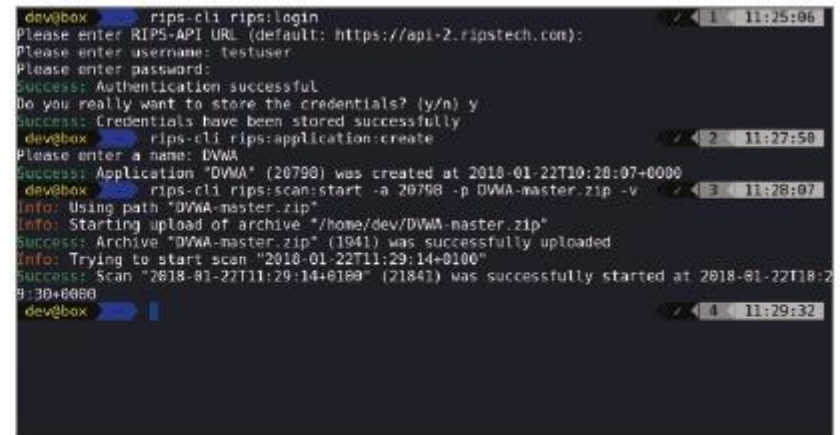 dev@box ~ rips-cli rips:login ✓ 1 11:25:06
Please enter RIPS-API URL (default: https://api-2.ripstech.com):
Please enter username: testuser
Please enter password:
Success: Authentication successful
Do you really want to store the credentials? (y/n) y
Success: Credentials have been stored successfully
dev@box ~ rips-cli rips:application:create ✓ 2 11:27:50
Please enter a name: DVWA
Success: Application "DVWA" (20798) was created at 2018-01-22T10:28:07+0000
dev@box ~ rips-cli rips:scan:start -a 20798 -p DVWA-master.zip -v ✓ 3 11:28:07
Info: Using path "DVWA-master.zip"
Info: Starting upload of archive "/home/dev/DVWA-master.zip"
Success: Archive "DVWA-master.zip" (1941) was successfully uploaded
Info: Trying to start scan "2018-01-22T11:29:14+0100"
Success: Scan "2018-01-22T11:29:14+0100" (21841) was successfully started at 2018-01-22T10:2
9:30+0000
dev@box ~ ✓ 4 11:29:32